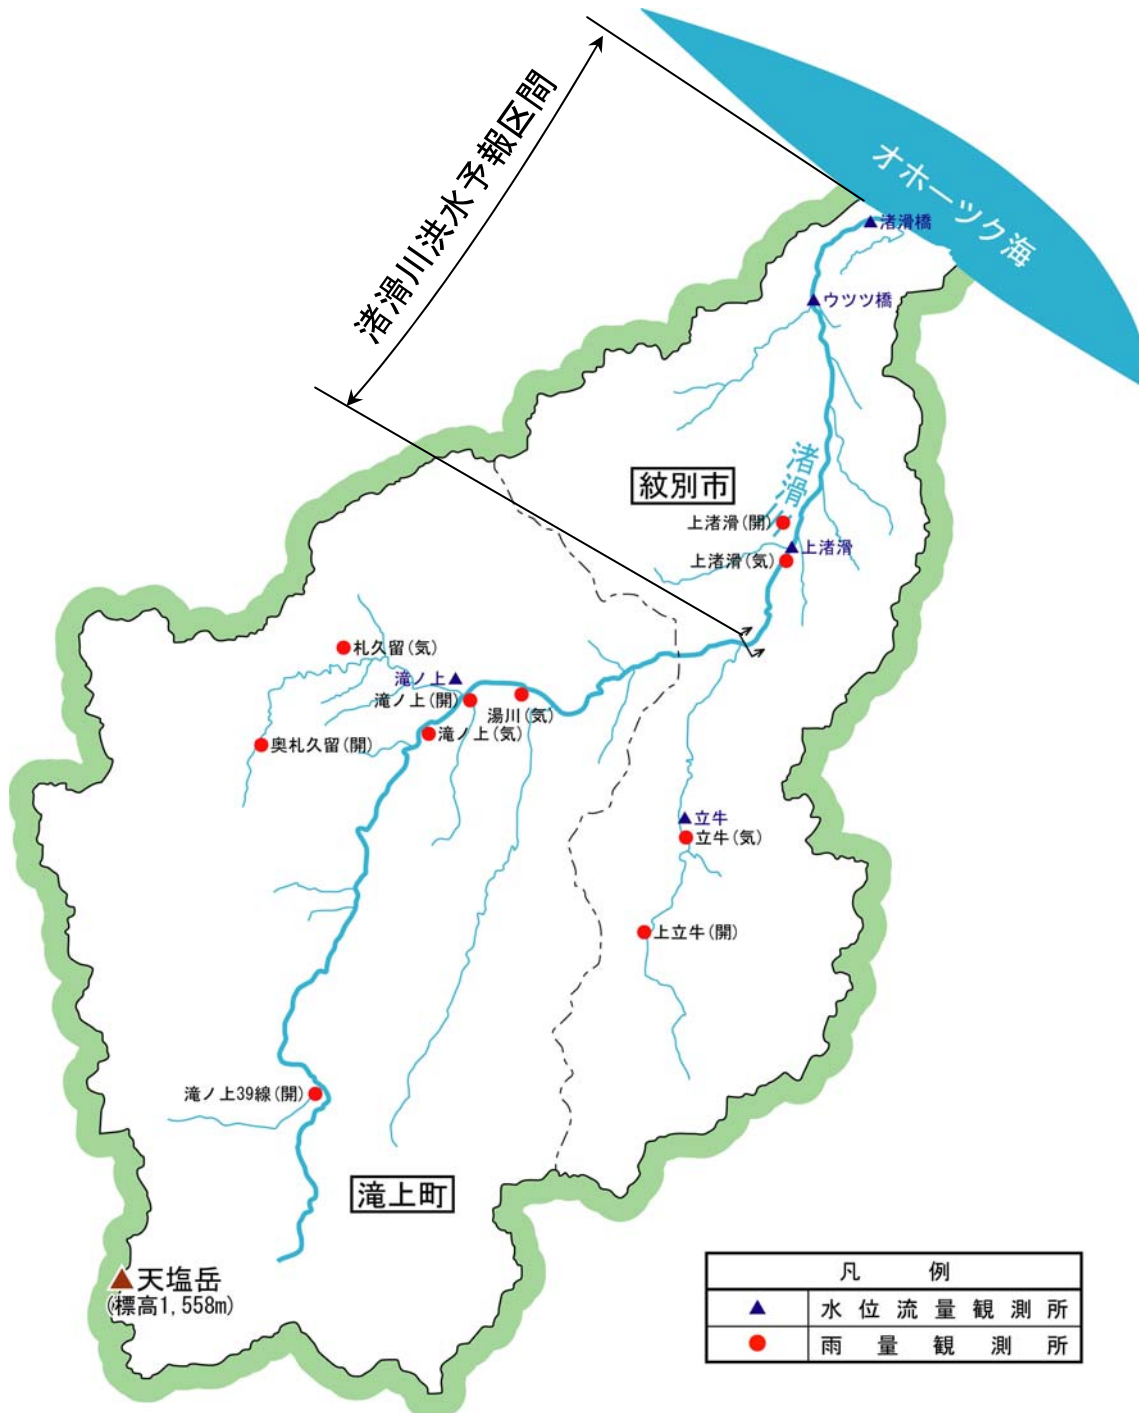 渚滑川洪水予報区間
オホーツク海
渚滑橋
ウツツ橋
渚滑川
紋別市
上渚滑(開)
上渚滑
上渚滑(気)
札久留(気)
滝ノ上
滝ノ上(開)
湯川(気)
滝ノ上(気)
奥札久留(開)
立牛
立牛(気)
上立牛(開)
滝ノ上39線(開)
滝上町
天塩岳
(標高1,558m)
凡 例
水位流量観測所
雨量観測所